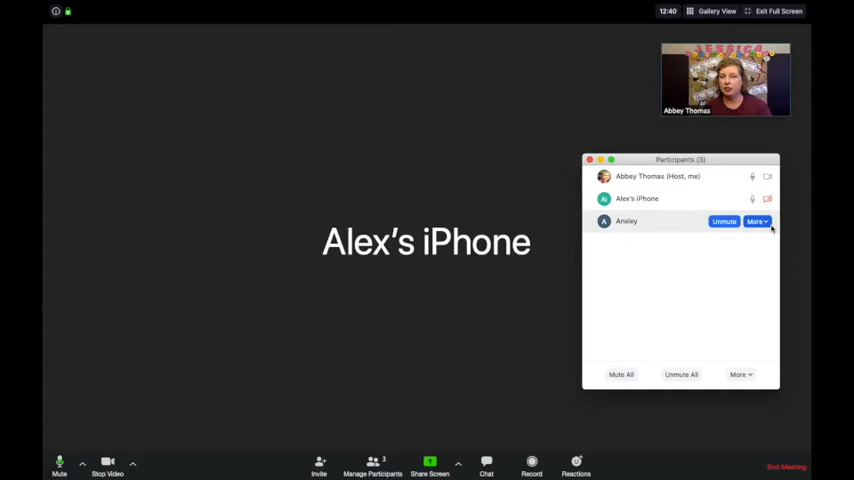 12:40
Gallery View
Exit Full Screen
JESSICA
Abbey Thomas
Participants (3)
Abbey Thomas (Host, me)
Ai
Alex's iPhone
A
Ansley
Unmute
More
Alex's iPhone
Mute All
Unmute All
More
Mute
Stop Video
Invite
3
Manage Participants
Share Screen
Chat
Record
Reactions
End Meeting